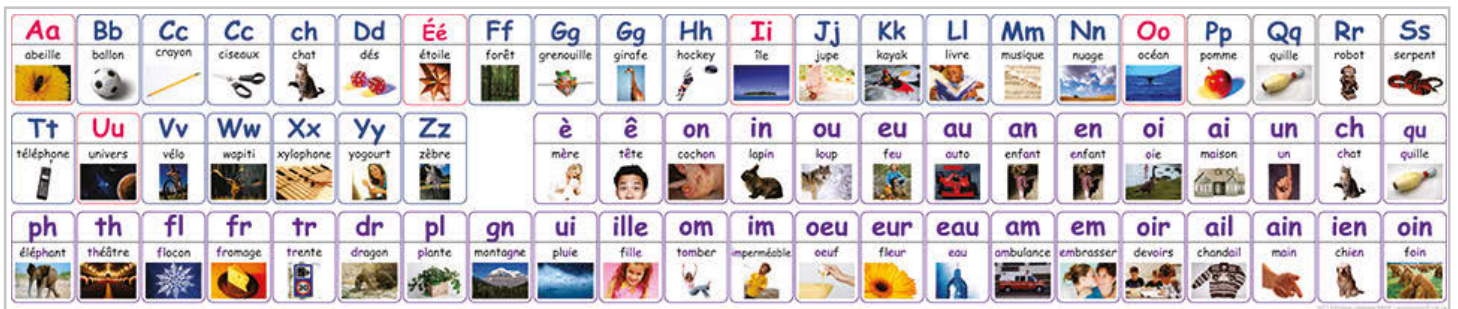 Aa Bb Cc Cc ch Dd Éé Ff Gg Gg Hh Ii Jj Kk Ll Mm Nn Oo Pp Qq Rr Ss
abeille ballon crayon ciseaux chat dés étoile forêt grenouille girafe hockey île jupe kayak livre musique nuage océan pomme quille robot serpent
Tt Uu Vv Ww Xx Yy Zz è ê on in ou eu au an en oi ai un ch qu
téléphone univers vélo wapiti xylophone yogourt zèbre mère tête cochon lapin loup feu auto enfant enfant oie maison un chat quille
ph th fl fr tr dr pl gn ui ille om im oeu eur eau am em oir ail ain ien oin
éléphant théâtre flocon fromage trente dragon plante montagne pluie fille tomber imperméable oeuf fleur eau ambulance embrasser devoirs chandail main chien foin